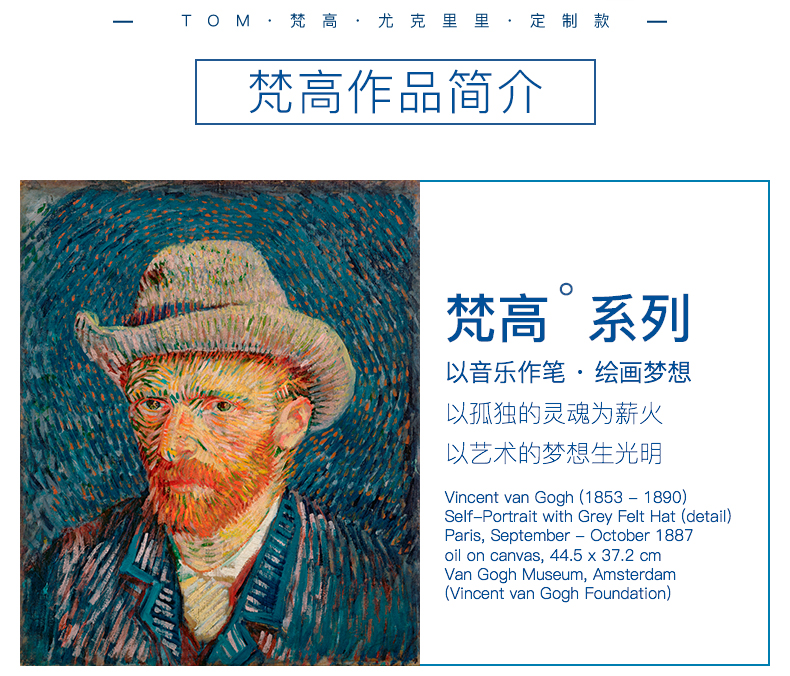 TOM·梵高·尤克里里·定制款
梵高作品简介
梵高°系列
以音乐作笔·绘画梦想
以孤独的灵魂为薪火
以艺术的梦想生光明
Vincent van Gogh (1853 - 1890)
Self-Portrait with Grey Felt Hat (detail)
Paris, September - October 1887
oil on canvas, 44.5 x 37.2 cm
Van Gogh Museum, Amsterdam
(Vincent van Gogh Foundation)